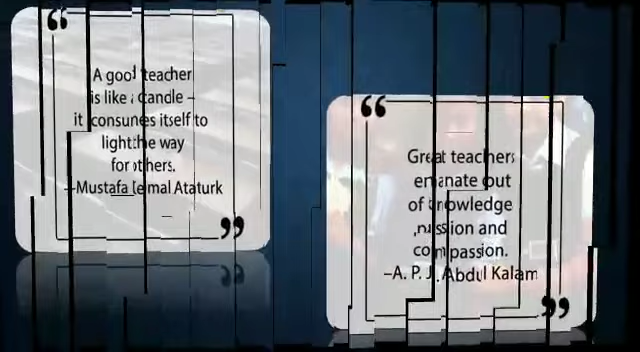 “
A good teacher
is like a candle –
it consumes itself to
light the way
for others.
–Mustafa Kemal Ataturk
”
“
Great teachers
emanate out
of knowledge
passion and
compassion.
–A. P. J. Abdul Kalam
”